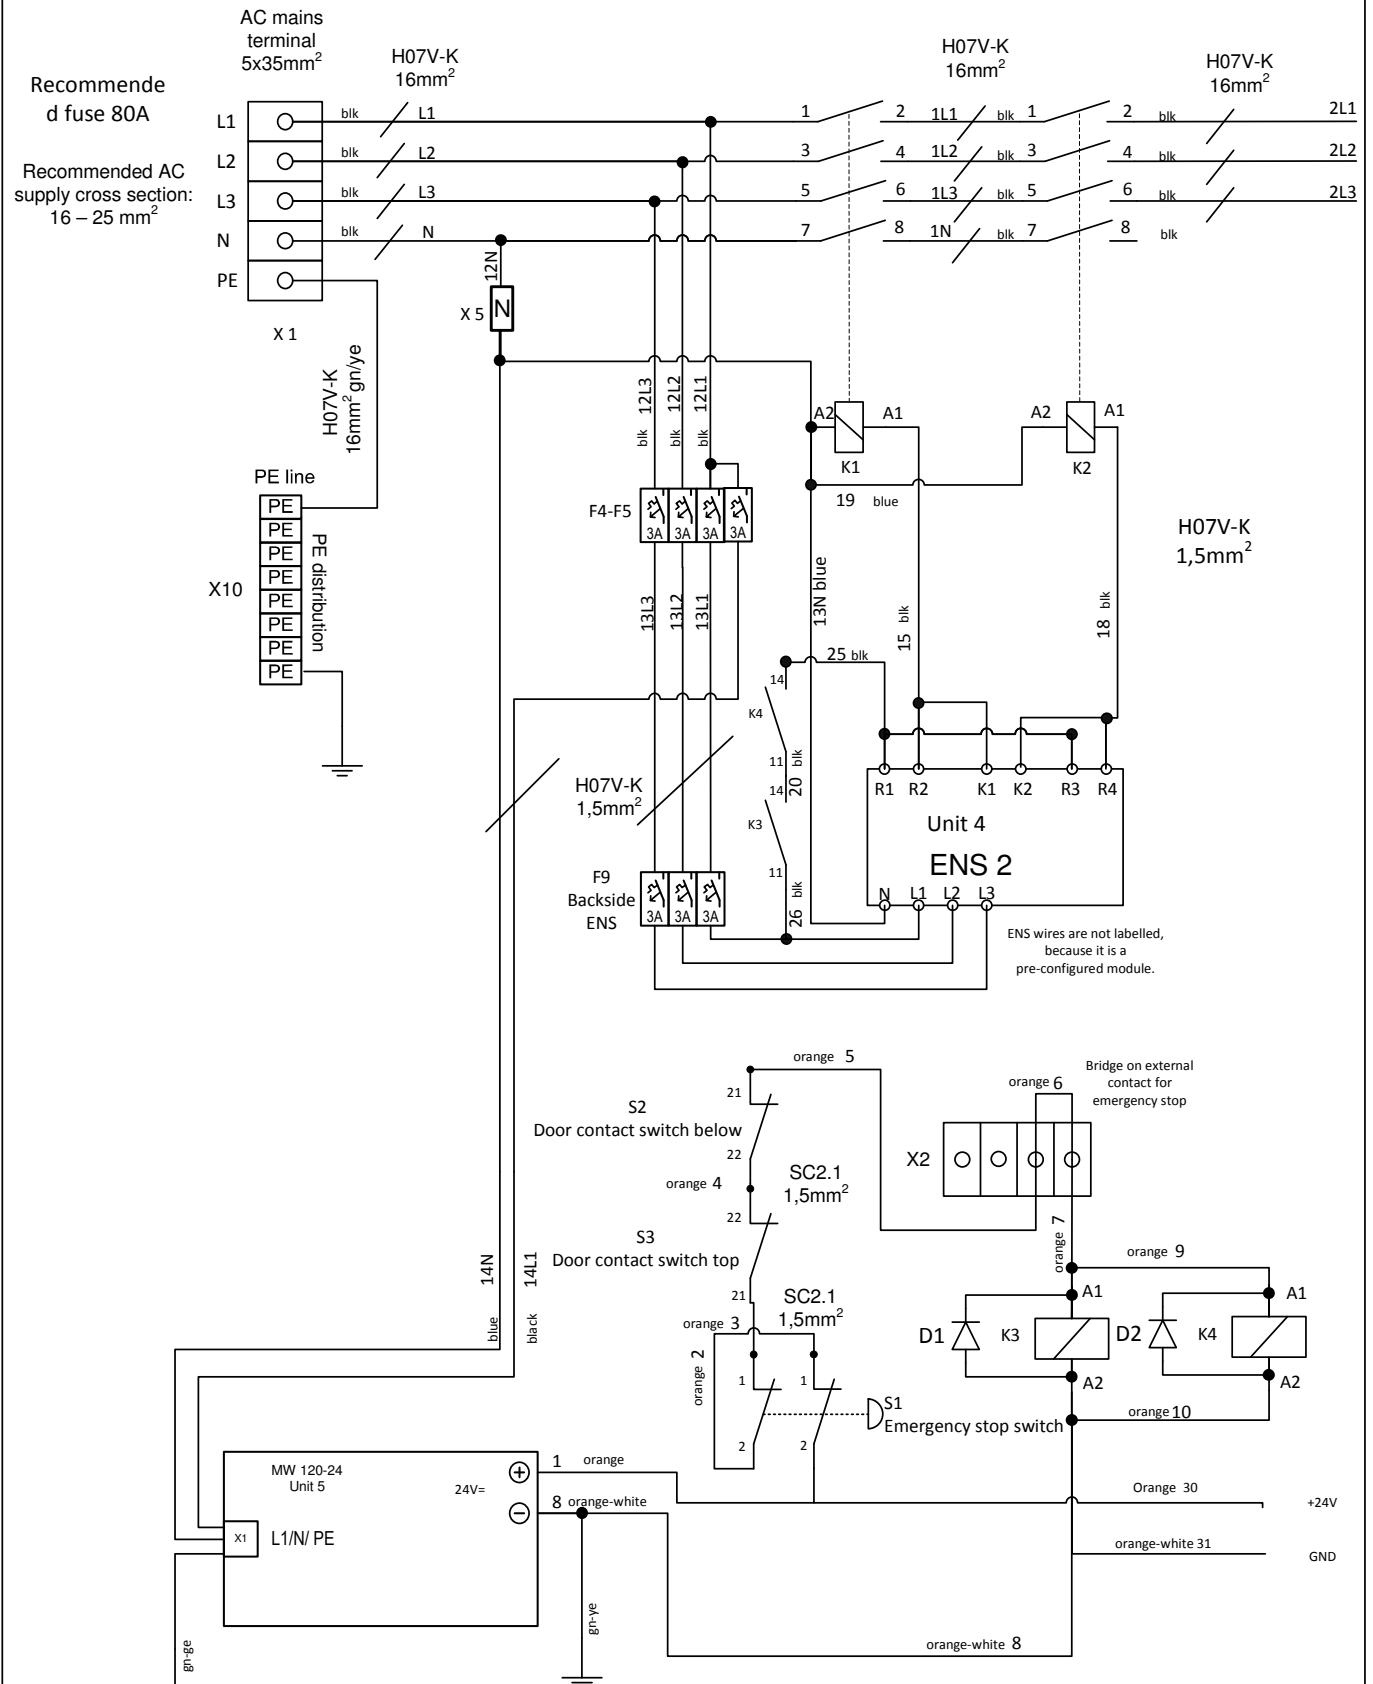 AC mains
terminal
5x35mm²
H07V-K
16mm²
H07V-K
16mm²
H07V-K
16mm²
Recommende
d fuse 80A
Recommended AC
supply cross section:
16 – 25 mm²
L1
blk
L1
1
2
1L1
blk
1
2
blk
2L1
L2
blk
L2
3
4
1L2
blk
3
4
blk
2L2
L3
blk
L3
5
6
1L3
blk
5
6
blk
2L3
N
blk
N
7
8
1N
blk
7
8
blk
PE
X 1
12N
X 5
N
H07V-K
16mm² gn/ye
12L3
12L2
12L1
blk
blk
blk
A2
A1
K1
A2
A1
K2
19 blue
PE line
PE
PE
PE
PE
PE
PE
PE
PE
PE distribution
X10
F4-F5
3A
3A
3A
3A
H07V-K
1,5mm²
13L3
13L2
13L1
13N blue
15 blk
18 blk
25 blk
14
K4
11
20 blk
14
K3
11
26 blk
H07V-K
1,5mm²
R1
R2
K1
K2
R3
R4
Unit 4
ENS 2
N
L1
L2
L3
F9
Backside
ENS
3A
3A
3A
ENS wires are not labelled,
because it is a
pre-configured module.
orange 5
21
S2
Door contact switch below
22
orange 4
SC2.1
1,5mm²
22
S3
Door contact switch top
21
SC2.1
1,5mm²
orange 3
orange 2
1
1
2
2
S1
Emergency stop switch
orange 6
Bridge on external
contact for
emergency stop
X2
orange 7
orange 9
A1
D1
K3
A2
A1
D2
K4
A2
orange 10
14N
14L1
blue
black
MW 120-24
Unit 5
24V=
X1
L1/N/ PE
1 orange
8 orange-white
Orange 30
+24V
orange-white 31
GND
orange-white 8
gn-ye
gn-ge